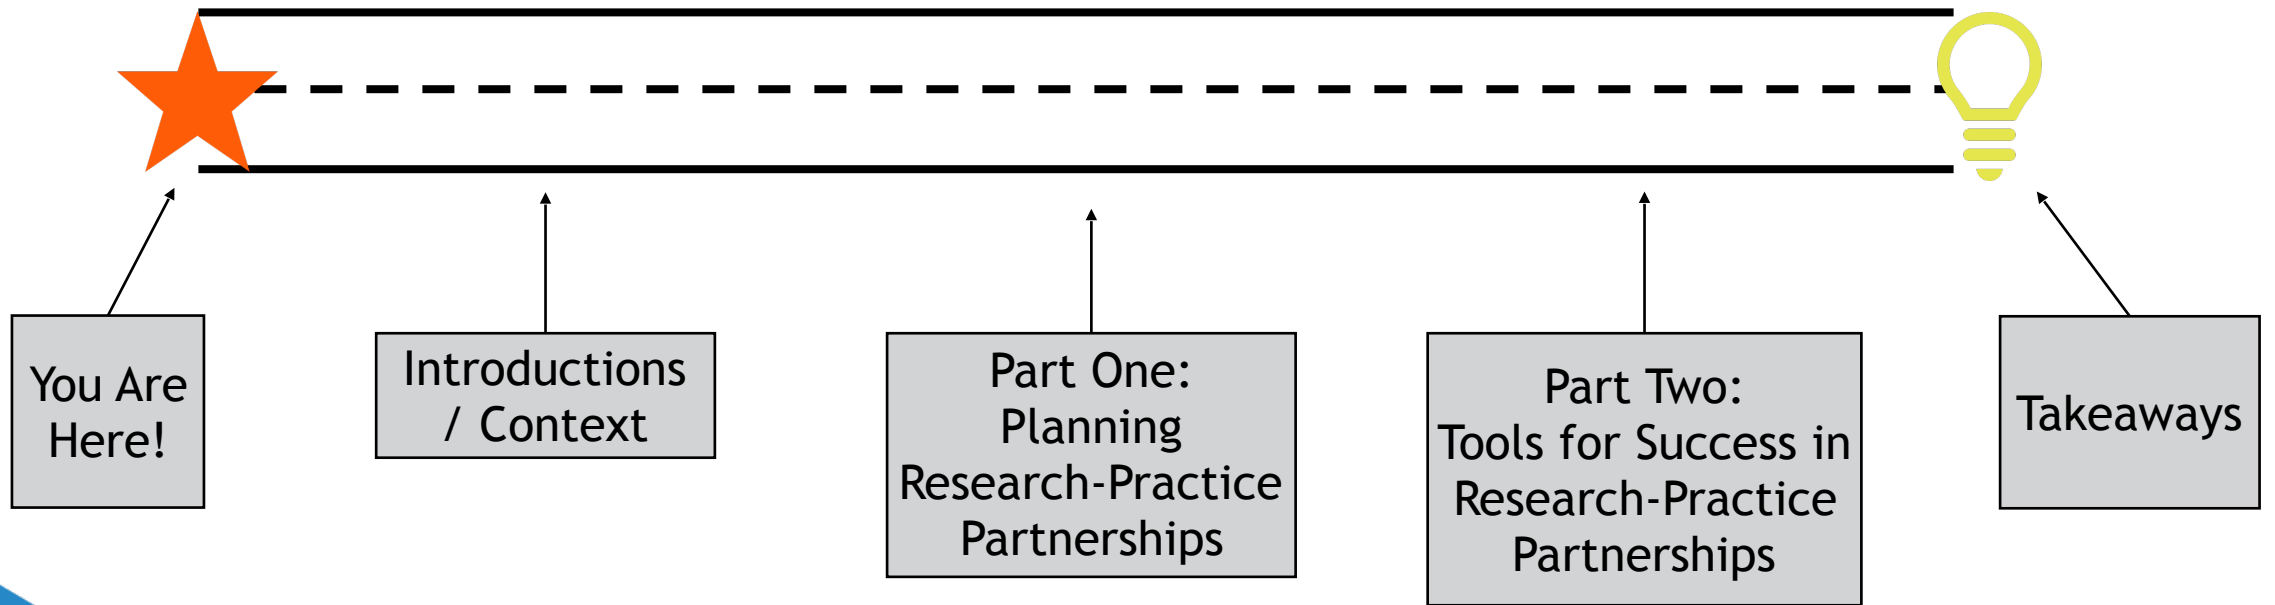 You Are
Here!
Introductions
/ Context
Part One:
Planning
Research-Practice
Partnerships
Part Two:
Tools for Success in
Research-Practice
Partnerships
Takeaways